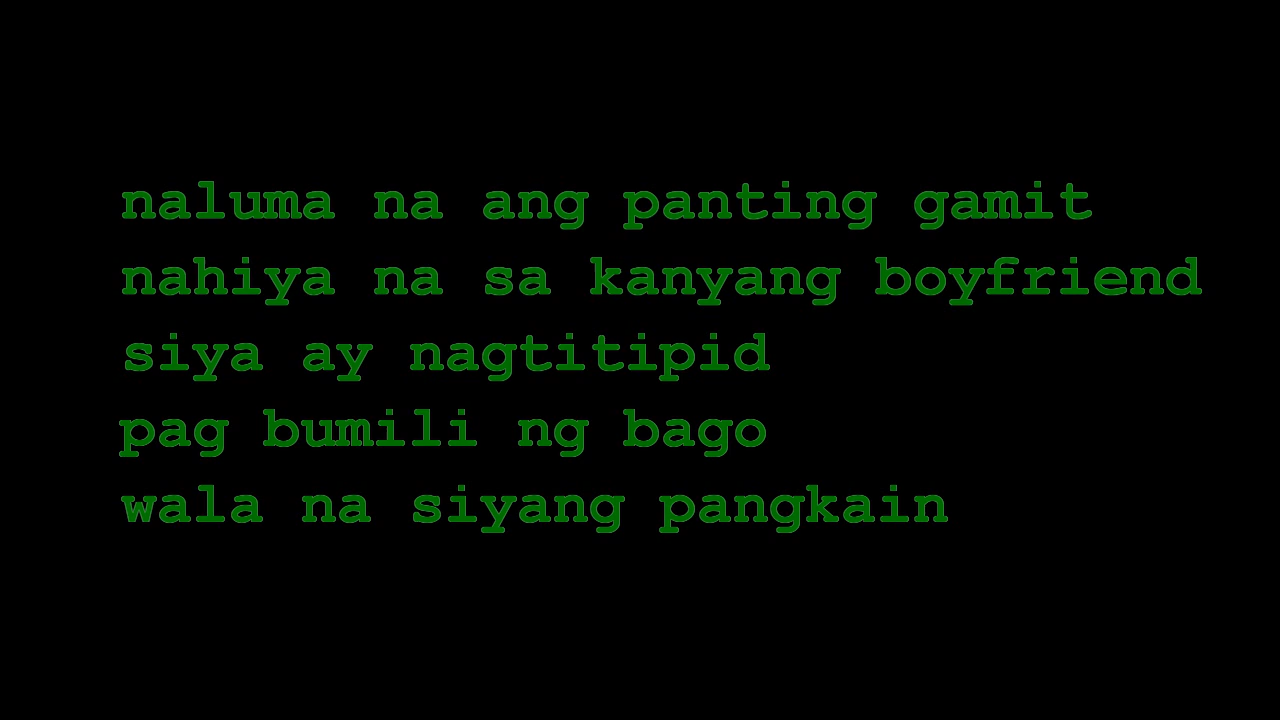 naluma na ang panting gamit
nahiya na sa kanyang boyfriend
siya ay nagtitipid
pag bumili ng bago
wala na siyang pangkain